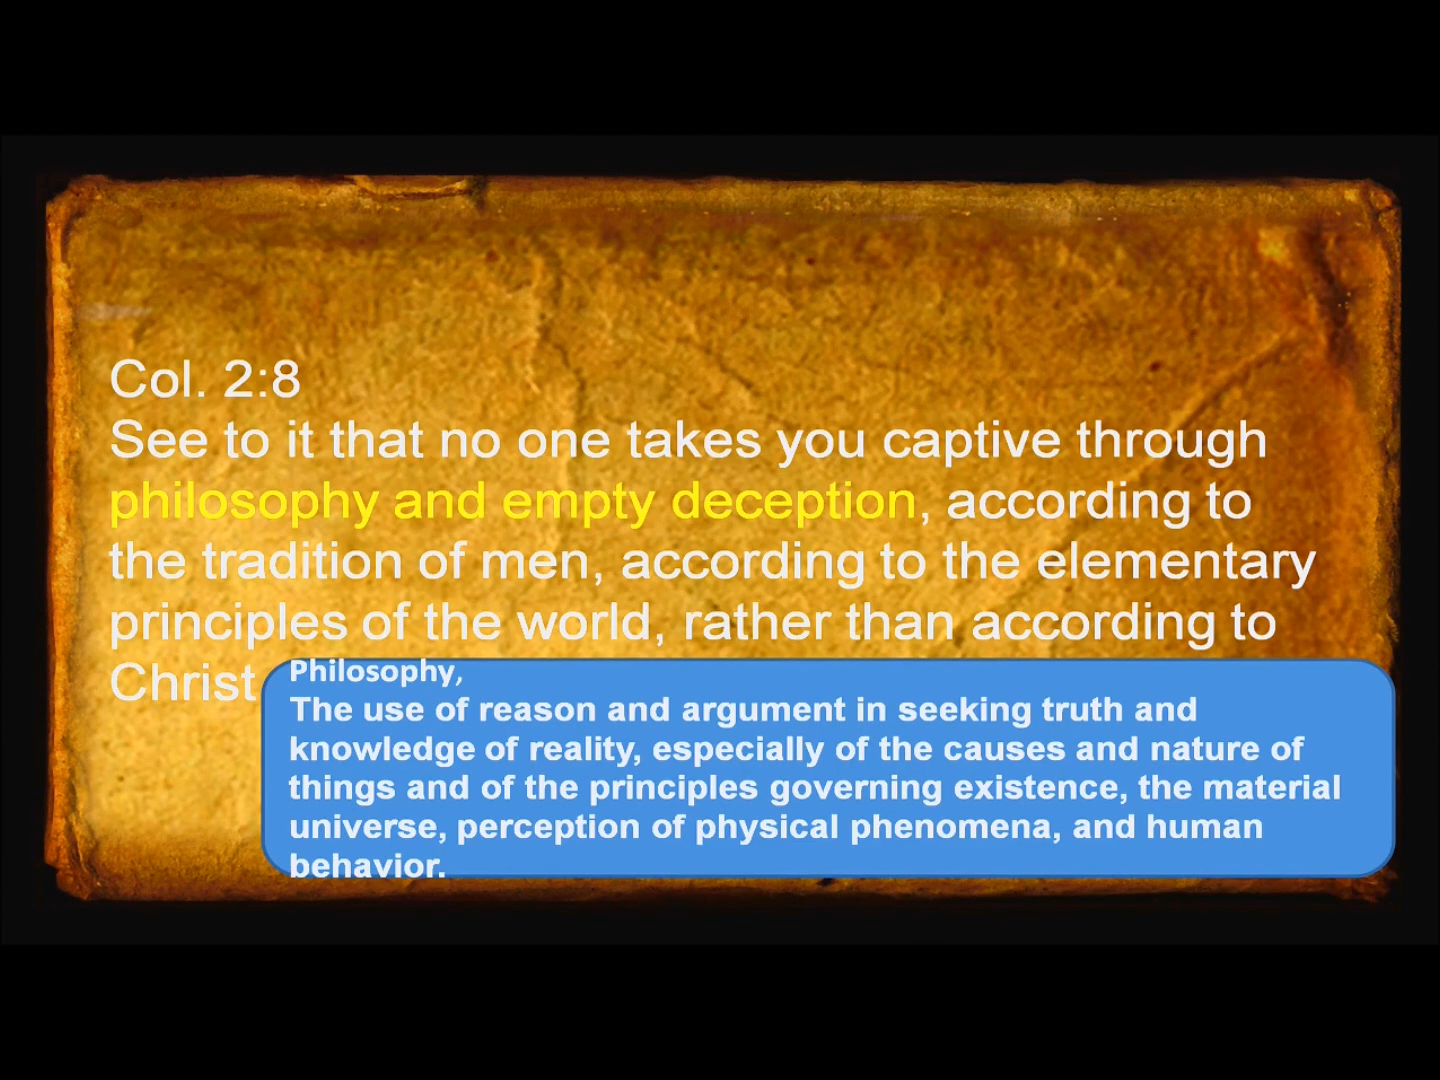 Col. 2:8
See to it that no one takes you captive through
philosophy and empty deception, according to
the tradition of men, according to the elementary
principles of the world, rather than according to
Christ
Philosophy,
The use of reason and argument in seeking truth and
knowledge of reality, especially of the causes and nature of
things and of the principles governing existence, the material
universe, perception of physical phenomena, and human
behavior.